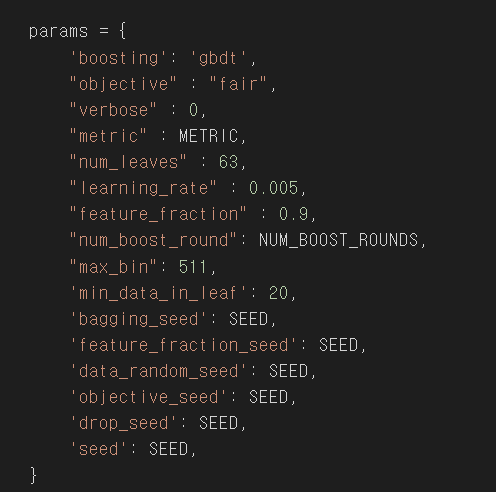 params = {
'boosting': 'gbdt',
"objective" : "fair",
"verbose" : 0,
"metric" : METRIC,
"num_leaves" : 63,
"learning_rate" : 0.005,
"feature_fraction" : 0.9,
"num_boost_round": NUM_BOOST_ROUNDS,
"max_bin": 511,
'min_data_in_leaf': 20,
'bagging_seed': SEED,
'feature_fraction_seed': SEED,
'data_random_seed': SEED,
'objective_seed': SEED,
'drop_seed': SEED,
'seed': SEED,
}